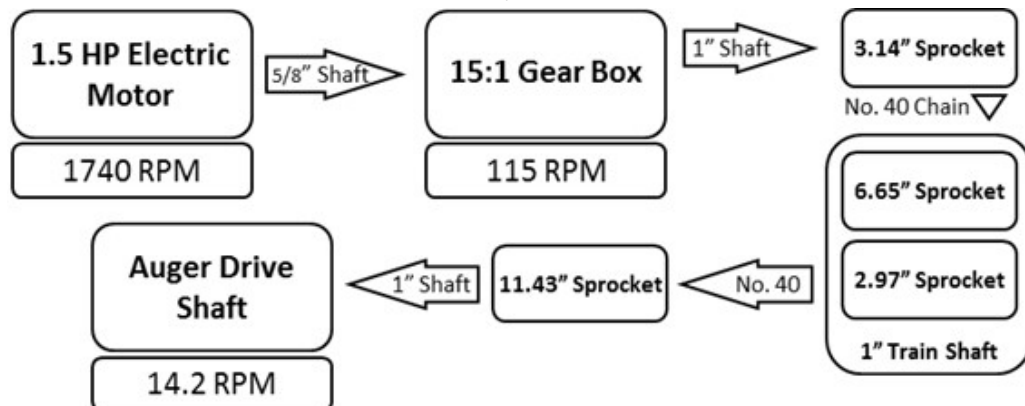 1.5 HP Electric
Motor
1740 RPM
5/8” Shaft
15:1 Gear Box
115 RPM
1” Shaft
3.14” Sprocket
No. 40 Chain
6.65” Sprocket
2.97” Sprocket
1” Train Shaft
No. 40
11.43” Sprocket
1” Shaft
Auger Drive
Shaft
14.2 RPM